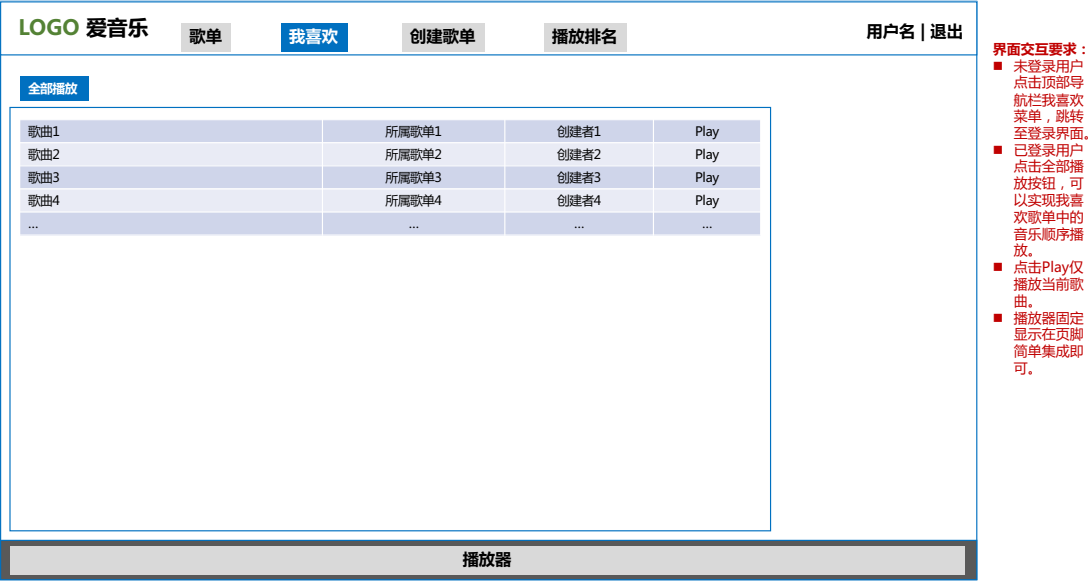 LOGO 爱音乐
歌单
我喜欢
创建歌单
播放排名
用户名 | 退出
全部播放
歌曲1 所属歌单1 创建者1 Play
歌曲2 所属歌单2 创建者2 Play
歌曲3 所属歌单3 创建者3 Play
歌曲4 所属歌单4 创建者4 Play
... ... ... ...
播放器
界面交互要求：
■ 未登录用户
点击顶部导
航栏我喜欢
菜单，跳转
至登录界面。
■ 已登录用户
点击全部播
放按钮，可
以实现我喜
欢歌单中的
音乐顺序播
放。
■ 点击Play仅
播放当前歌
曲。
■ 播放器固定
显示在页脚
简单集成即
可。